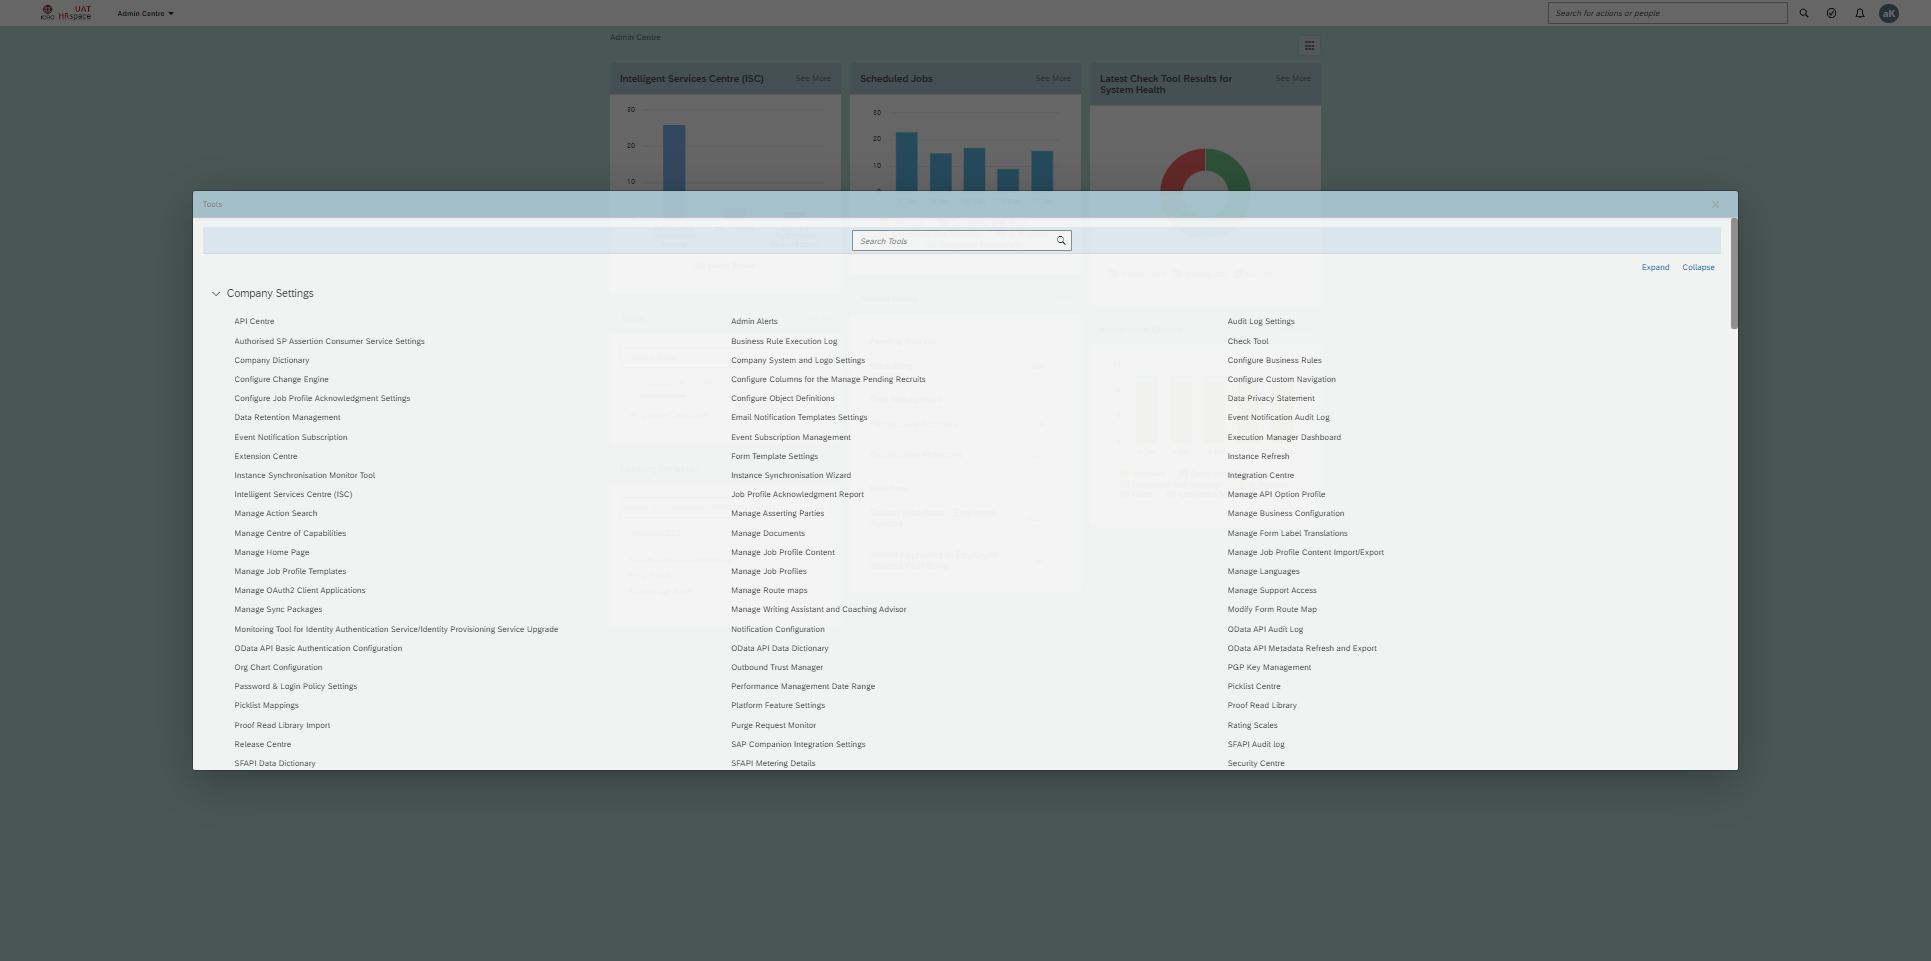 UAT
ICRC HRspace
Admin Centre
Search for actions or people
aK
Admin Centre
Intelligent Services Centre (ISC) See More
30
20
10
Scheduled Jobs See More
30
20
10
Latest Check Tool Results for System Health See More
Tools
Search Tools
Expand Collapse
Company Settings
API Centre Admin Alerts Audit Log Settings
Authorised SP Assertion Consumer Service Settings Business Rule Execution Log Check Tool
Company Dictionary Company System and Logo Settings Configure Business Rules
Configure Change Engine Configure Columns for the Manage Pending Recruits Configure Custom Navigation
Configure Job Profile Acknowledgment Settings Configure Object Definitions Data Privacy Statement
Data Retention Management Email Notification Templates Settings Event Notification Audit Log
Event Notification Subscription Event Subscription Management Execution Manager Dashboard
Extension Centre Form Template Settings Instance Refresh
Instance Synchronisation Monitor Tool Instance Synchronisation Wizard Integration Centre
Intelligent Services Centre (ISC) Job Profile Acknowledgment Report Manage API Option Profile
Manage Action Search Manage Asserting Parties Manage Business Configuration
Manage Centre of Capabilities Manage Documents Manage Form Label Translations
Manage Home Page Manage Job Profile Content Manage Job Profile Content Import/Export
Manage Job Profile Templates Manage Job Profiles Manage Languages
Manage OAuth2 Client Applications Manage Route maps Manage Support Access
Manage Sync Packages Manage Writing Assistant and Coaching Advisor Modify Form Route Map
Monitoring Tool for Identity Authentication Service/Identity Provisioning Service Upgrade Notification Configuration OData API Audit Log
OData API Basic Authentication Configuration OData API Data Dictionary OData API Metadata Refresh and Export
Org Chart Configuration Outbound Trust Manager PGP Key Management
Password & Login Policy Settings Performance Management Date Range Picklist Centre
Picklist Mappings Platform Feature Settings Proof Read Library
Proof Read Library Import Purge Request Monitor Rating Scales
Release Centre SAP Companion Integration Settings SFAPI Audit log
SFAPI Data Dictionary SFAPI Metering Details Security Centre